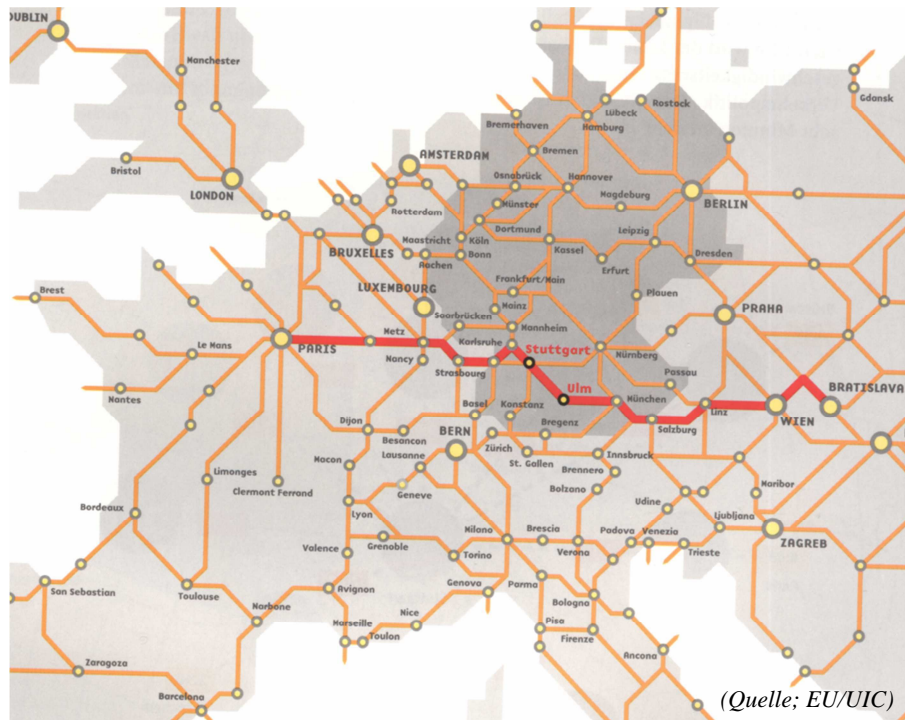 DUBLIN
Manchester
Bristol
LONDON
AMSTERDAM
Rotterdam
BRUXELLES
Maastricht
Aachen
LUXEMBOURG
Bremerhaven
Bremen
Hamburg
Lübeck
Rostock
Gdansk
Osnabrück
Hannover
Münster
Magdeburg
BERLIN
Dortmund
Köln
Bonn
Kassel
Leipzig
Erfurt
Dresden
Frankfurt/Main
Mainz
Plauen
PRAHA
Saarbrücken
Mannheim
Karlsruhe
Stuttgart
Nürnberg
Brest
Le Mans
PARIS
Metz
Nancy
Strasbourg
Ulm
Passau
Nantes
Basel
Konstanz
München
Linz
WIEN
BRATISLAVA
Dijon
Besancon
BERN
Bregenz
Salzburg
Zürich
St. Gallen
Innsbruck
Macon
Lausanne
Brennero
Limonges
Clermont Ferrand
Geneve
Bolzano
Maribor
Bordeaux
Lyon
Udine
Ljubljana
Milano
Brescia
Padova
Venezia
ZAGREB
Valence
Grenoble
Torino
Verona
Trieste
Genova
Parma
San Sebastian
Toulouse
Avignon
Narbone
Nice
Bologna
Marseille
Toulon
Pisa
Firenze
Zaragoza
Ancona
Barcelona
(Quelle; EU/UIC)